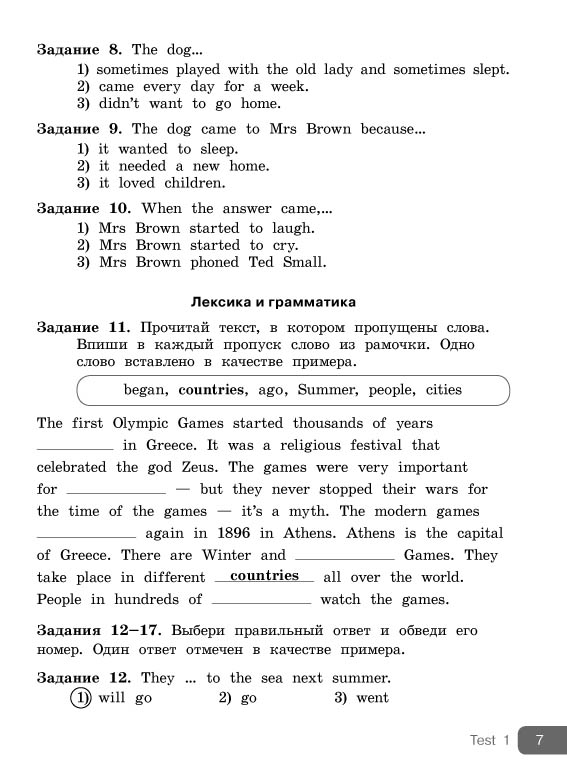 Задание 8. The dog...
1) sometimes played with the old lady and sometimes slept.
2) came every day for a week.
3) didn't want to go home.
Задание 9. The dog came to Mrs Brown because...
1) it wanted to sleep.
2) it needed a new home.
3) it loved children.
Задание 10. When the answer came,...
1) Mrs Brown started to laugh.
2) Mrs Brown started to cry.
3) Mrs Brown phoned Ted Small.
Лексика и грамматика
Задание 11. Прочитай текст, в котором пропущены слова.
Впиши в каждый пропуск слово из рамочки. Одно
слово вставлено в качестве примера.
began, countries, ago, Summer, people, cities
The first Olympic Games started thousands of years
__________ in Greece. It was a religious festival that
celebrated the god Zeus. The games were very important
for _____________ — but they never stopped their wars for
the time of the games — it's a myth. The modern games
_____________ again in 1896 in Athens. Athens is the capital
of Greece. There are Winter and _____________ Games. They
take place in different countries all over the world.
People in hundreds of _____________ watch the games.
Задания 12–17. Выбери правильный ответ и обведи его
номер. Один ответ отмечен в качестве примера.
Задание 12. They ... to the sea next summer.
1) will go 2) go 3) went
Test 1 7